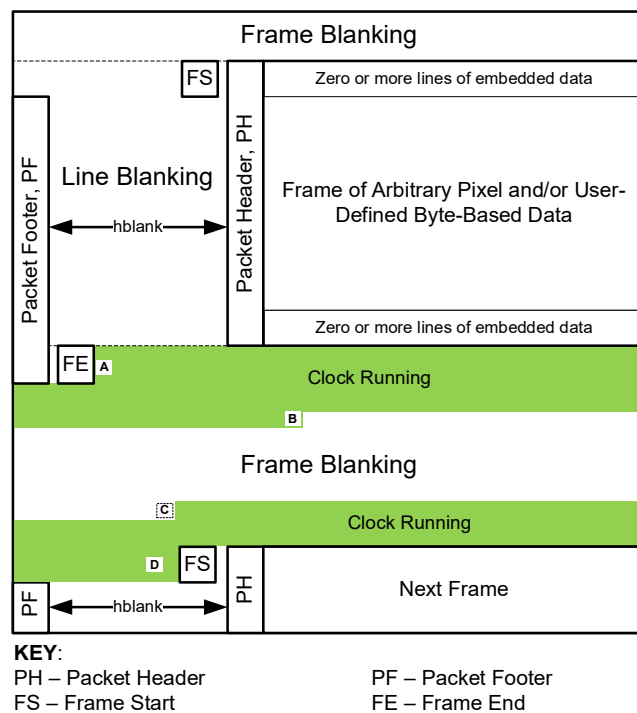 Frame Blanking
FS
Zero or more lines of embedded data
Packet Footer, PF
Line Blanking
hblank
Packet Header, PH
Frame of Arbitrary Pixel and/or User-
Defined Byte-Based Data
Zero or more lines of embedded data
FE
A
Clock Running
B
Frame Blanking
C
Clock Running
D
FS
PF
hblank
PH
Next Frame
KEY:
PH – Packet Header
PF – Packet Footer
FS – Frame Start
FE – Frame End